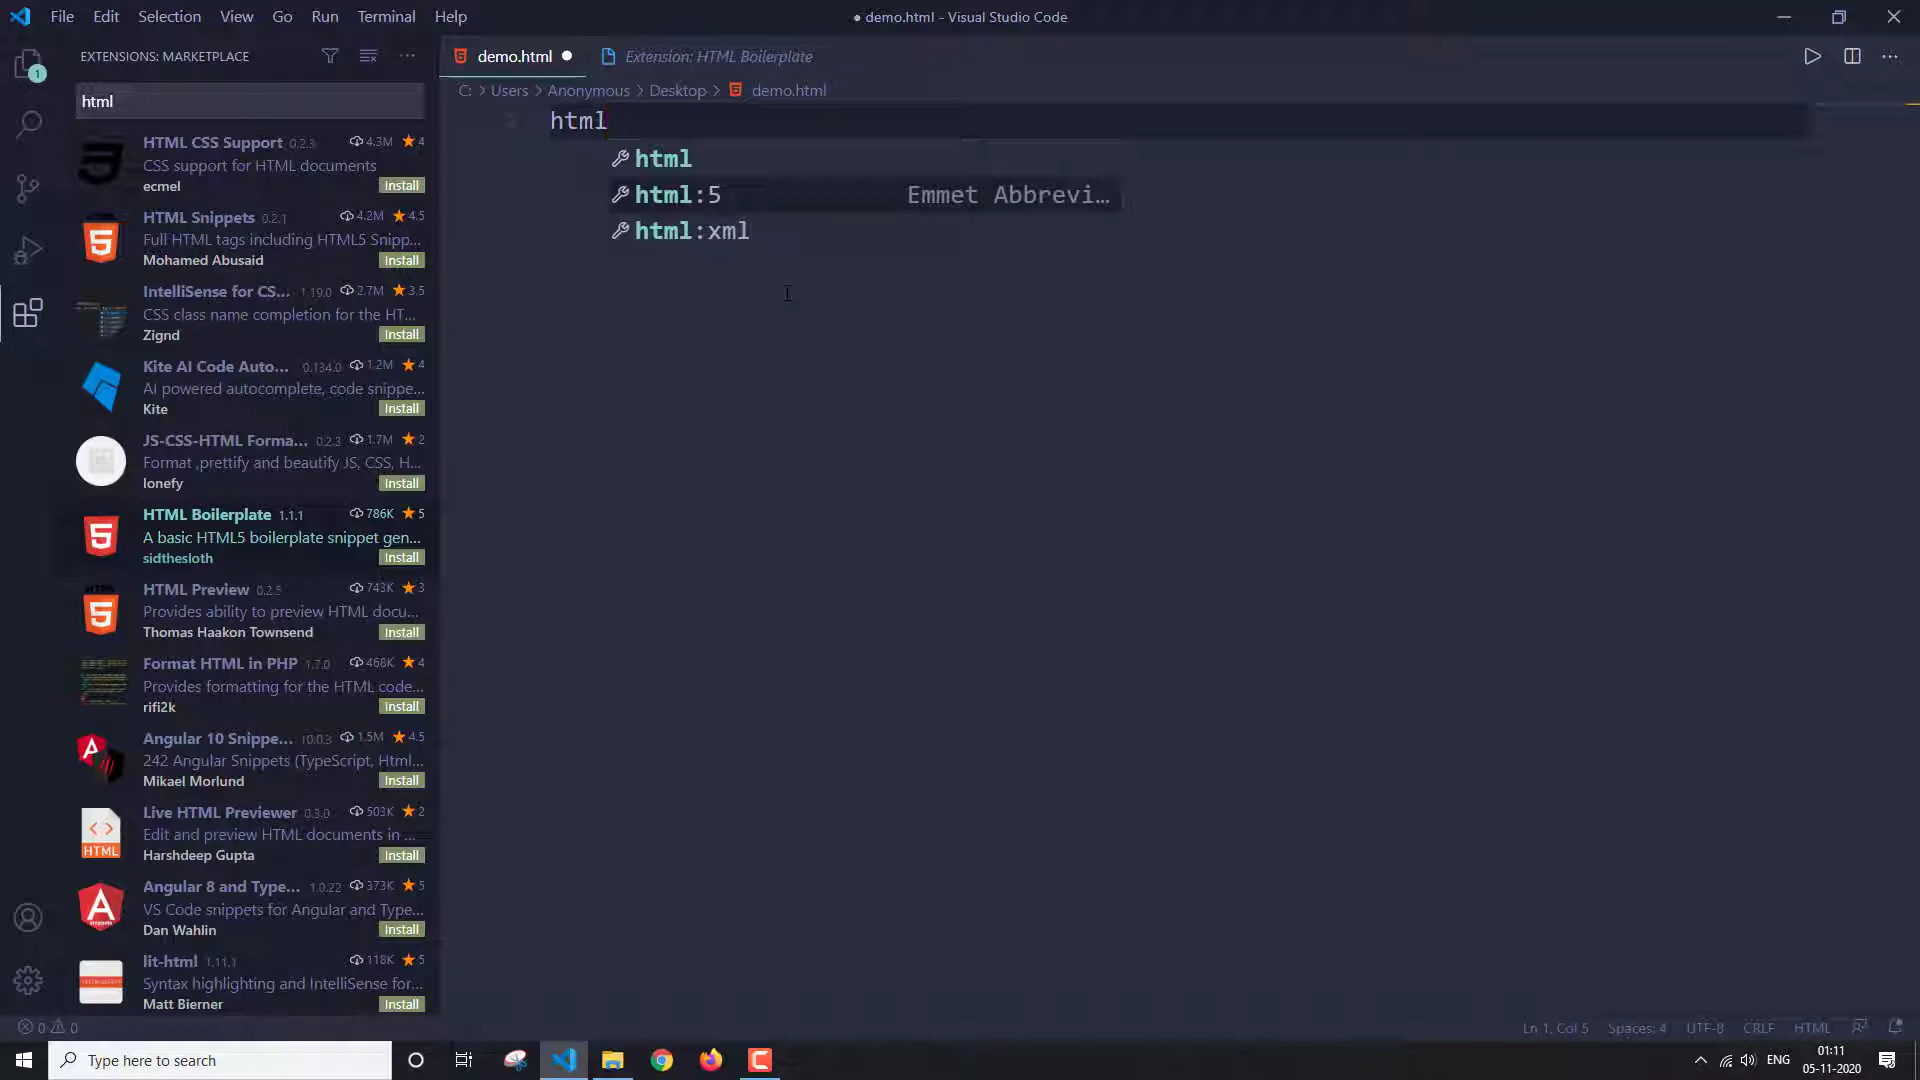 File Edit Selection View Go Run Terminal Help
● demo.html - Visual Studio Code
EXTENSIONS: MARKETPLACE
html
HTML CSS Support 0.2.3 4.3M ★4
CSS support for HTML documents
ecmel Install
HTML Snippets 0.2.1 4.2M ★4.5
Full HTML tags including HTML5 Snipp...
Mohamed Abusaid Install
IntelliSense for CS... 1.19.0 2.7M ★3.5
CSS class name completion for the HT...
Zignd Install
Kite AI Code Auto... 0.134.0 1.2M ★4
AI powered autocomplete, code snippe...
Kite Install
JS-CSS-HTML Forma... 0.2.3 1.7M ★2
Format ,prettify and beautify JS, CSS, H...
lonefy Install
HTML Boilerplate 1.1.1 786K ★5
A basic HTML5 boilerplate snippet gen...
sidthesloth Install
HTML Preview 0.2.5 743K ★3
Provides ability to preview HTML docu...
Thomas Haakon Townsend Install
Format HTML in PHP 1.7.0 468K ★4
Provides formatting for the HTML code...
rifi2k Install
Angular 10 Snippe... 10.0.3 1.5M ★4.5
242 Angular Snippets (TypeScript, Html...
Mikael Morlund Install
Live HTML Previewer 0.3.0 503K ★2
Edit and preview HTML documents in ...
Harshdeep Gupta Install
HTML
Angular 8 and Type... 1.0.22 373K ★5
VS Code snippets for Angular and Type...
Dan Wahlin Install
lit-html 1.11.1 118K ★5
Syntax highlighting and IntelliSense for...
Matt Bierner Install
demo.html ● Extension: HTML Boilerplate
C: > Users > Anonymous > Desktop > demo.html
html
html
html:5 Emmet Abbrevi...
html:xml
1
0 0
Ln 1, Col 5 Spaces: 4 UTF-8 CRLF HTML
Type here to search
ENG
01:11
05-11-2020